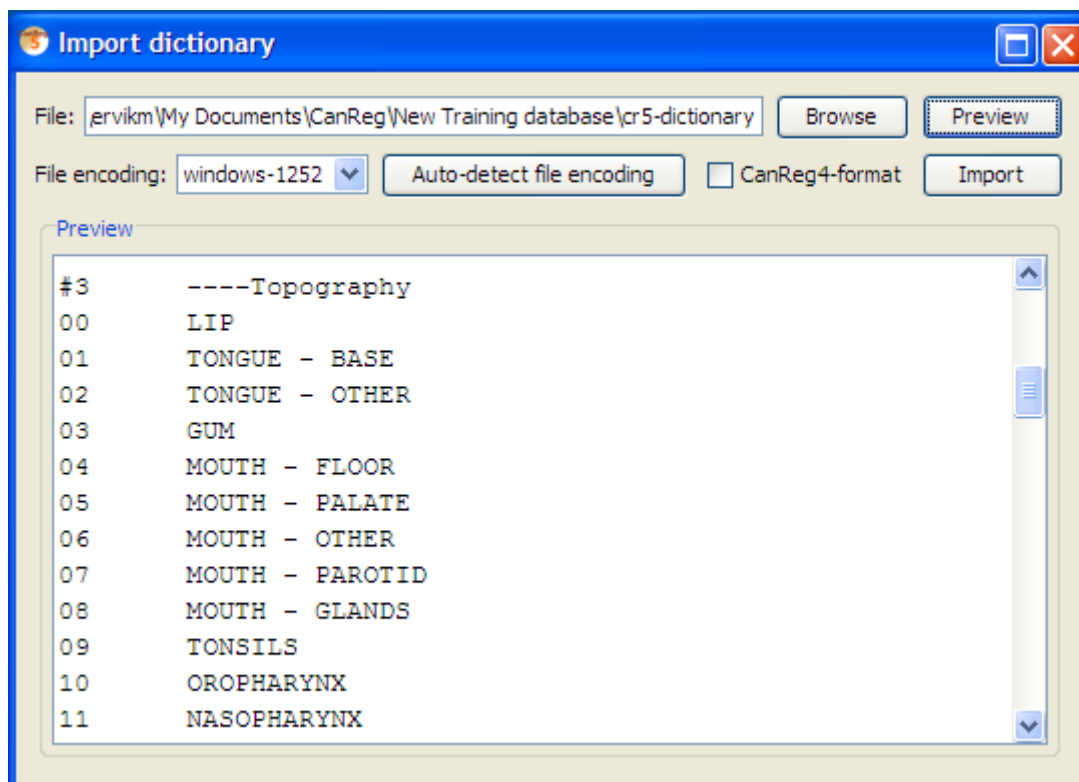 Import dictionary
File: ervikm\My Documents\CanReg\New Training database\cr5-dictionary Browse Preview
File encoding: windows-1252 Auto-detect file encoding CanReg4-format Import
Preview
#3 ----Topography
00 LIP
01 TONGUE - BASE
02 TONGUE - OTHER
03 GUM
04 MOUTH - FLOOR
05 MOUTH - PALATE
06 MOUTH - OTHER
07 MOUTH - PAROTID
08 MOUTH - GLANDS
09 TONSILS
10 OROPHARYNX
11 NASOPHARYNX